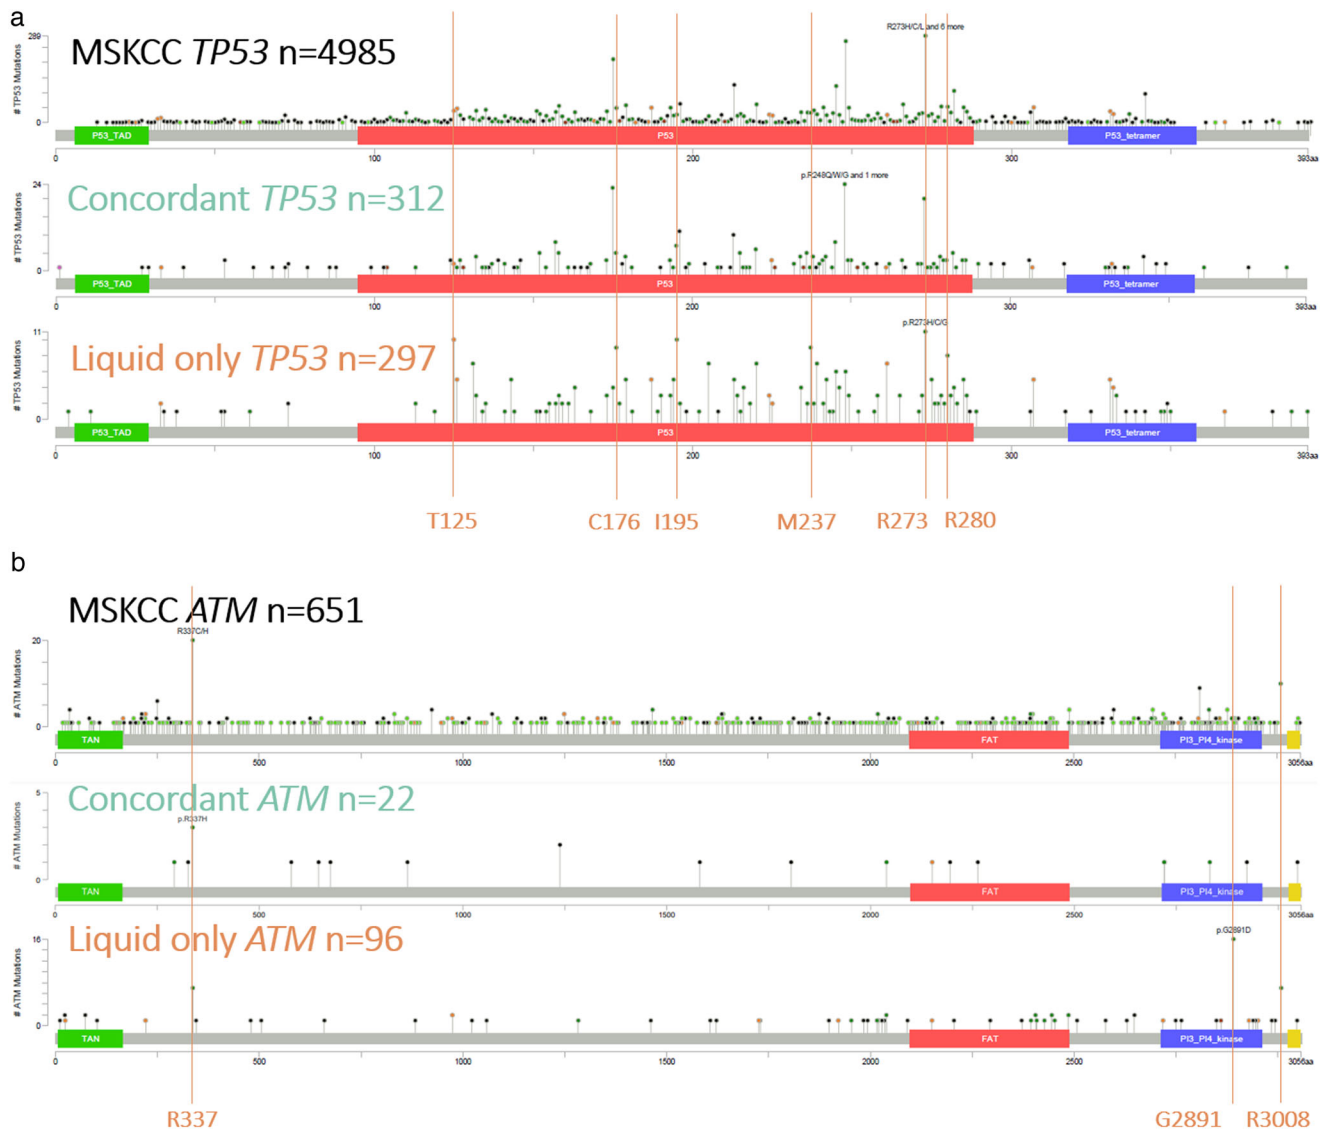 a
R273H/C/L and 6 more
MSKCC TP53 n=4985
# TP53 Mutations
289
0
P53_TAD
P53
P53_tetramer
0
100
200
300
393aa
p.R248Q/W/G and 1 more
Concordant TP53 n=312
# TP53 Mutations
24
0
P53_TAD
P53
P53_tetramer
0
100
200
300
393aa
p.R273H/C/G
Liquid only TP53 n=297
# TP53 Mutations
11
0
P53_TAD
P53
P53_tetramer
0
100
200
300
393aa
T125
C176
I195
M237
R273
R280
b
MSKCC ATM n=651
R337C/H
# ATM Mutations
20
0
TAN
FAT
PI3_PI4_kinase
0
500
1000
1500
2000
2500
3056aa
Concordant ATM n=22
p.R337H
# ATM Mutations
5
0
TAN
FAT
PI3_PI4_kinase
0
500
1000
1500
2000
2500
3056aa
Liquid only ATM n=96
p.G2891D
# ATM Mutations
16
0
TAN
FAT
PI3_PI4_kinase
0
500
1000
1500
2000
2500
3056aa
R337
G2891
R3008